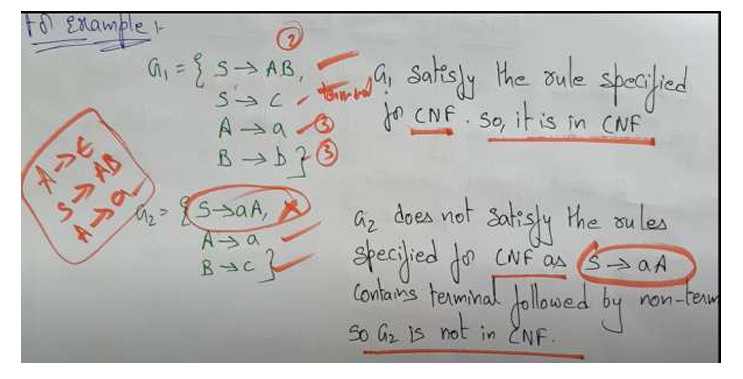 For Example :-
②
G₁ = { S → AB,
S → C terminal
A → a ③
B → b } ③
G₁ satisfy the rule specified
for CNF. So, it is in CNF
A → ε
S → AB
A → a
G₂ = { S → aA,
A → a
B → c }
G₂ does not satisfy the rules
specified for CNF as S → aA
Contains terminal followed by non-term
so G₂ is not in CNF.